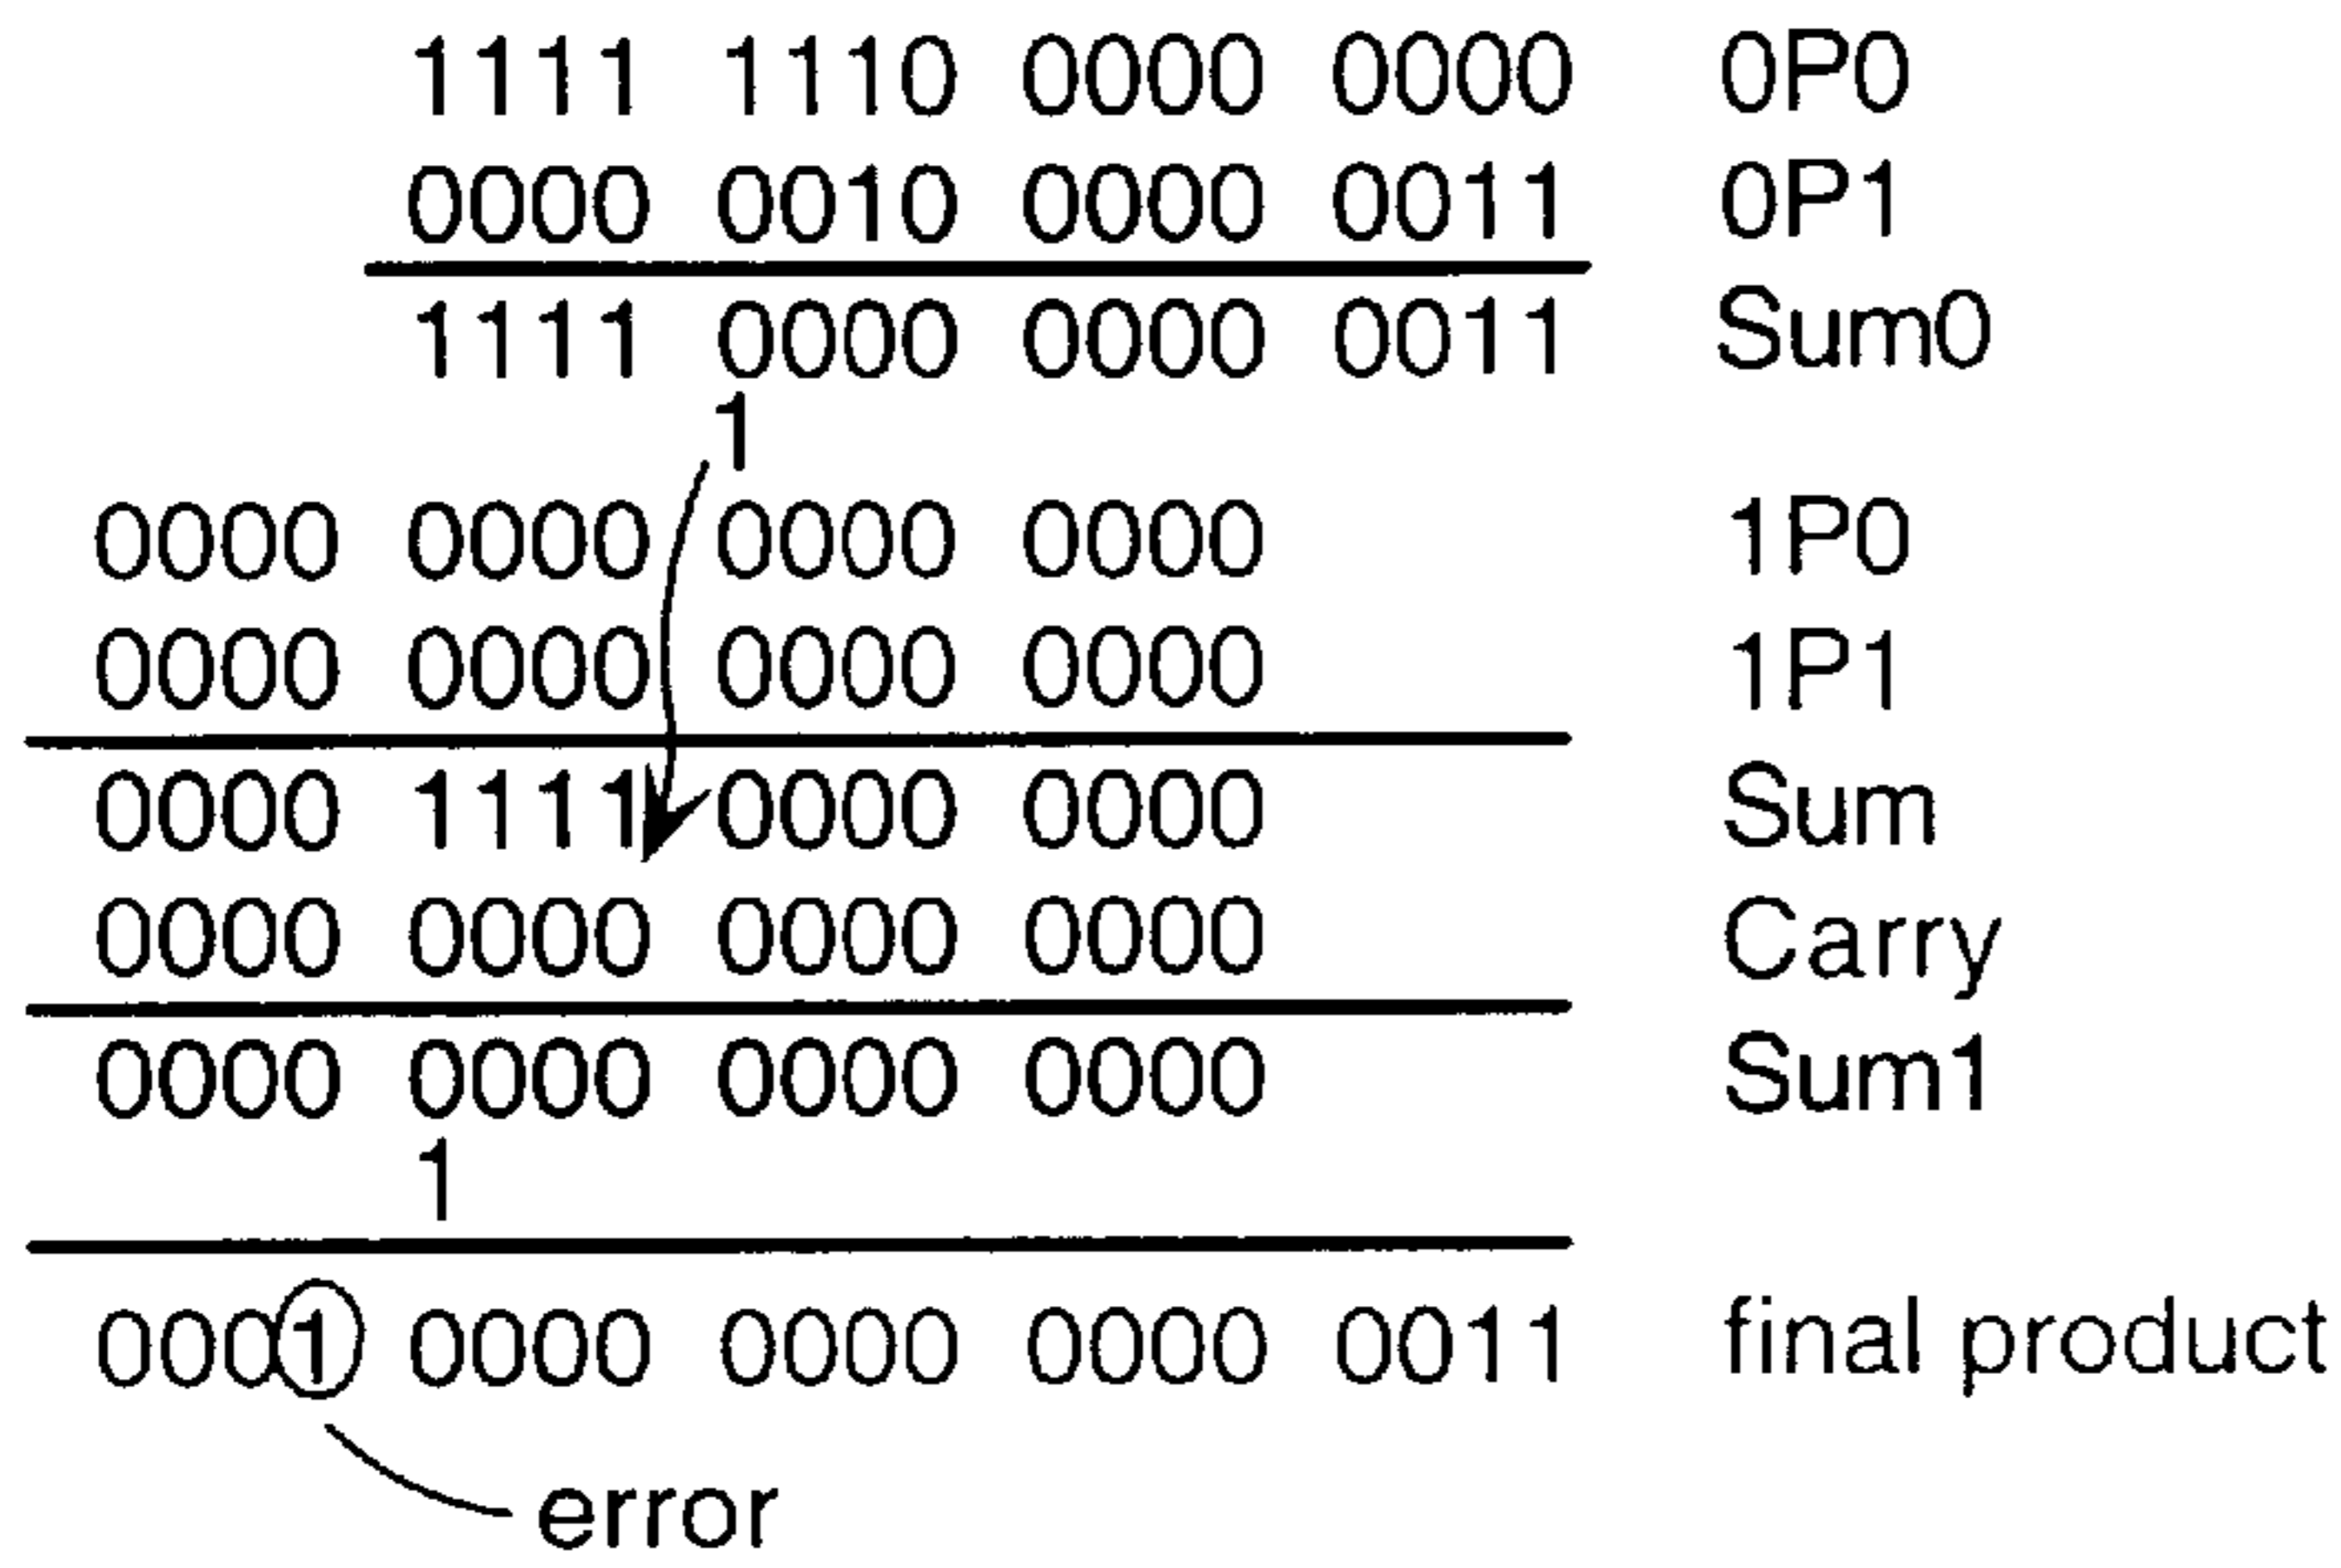 1111 1110 0000 0000 0P0
0000 0010 0000 0011 0P1
1111 0000 0000 0011 Sum0
1
0000 0000 0000 0000 1P0
0000 0000 0000 0000 1P1
0000 1111 0000 0000 Sum
0000 0000 0000 0000 Carry
0000 0000 0000 0000 Sum1
1
0001 0000 0000 0000 0011 final product
error